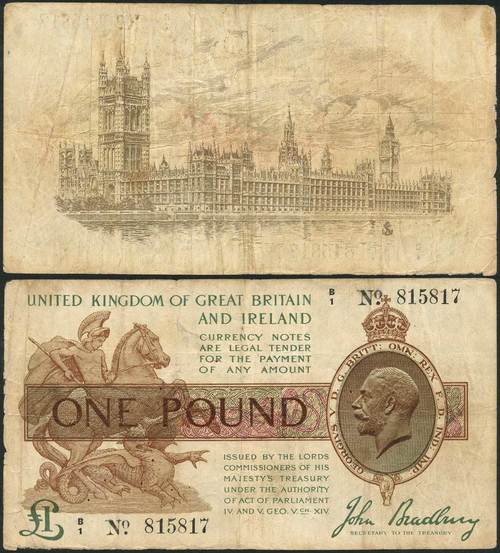 UNITED KINGDOM OF GREAT BRITAIN
AND IRELAND
B/1 No. 815817
CURRENCY NOTES
ARE LEGAL TENDER
FOR THE PAYMENT
OF ANY AMOUNT
GEORGIVS V D.G. BRITT: OMN: REX F.D. IND: IMP:
ONE POUND
ISSUED BY THE LORDS
COMMISSIONERS OF HIS
MAJESTY'S TREASURY
UNDER THE AUTHORITY
OF ACT OF PARLIAMENT
IV. AND V. GEO. V. CH. XIV.
£1 B/1 No. 815817
John Bradbury
SECRETARY TO THE TREASURY